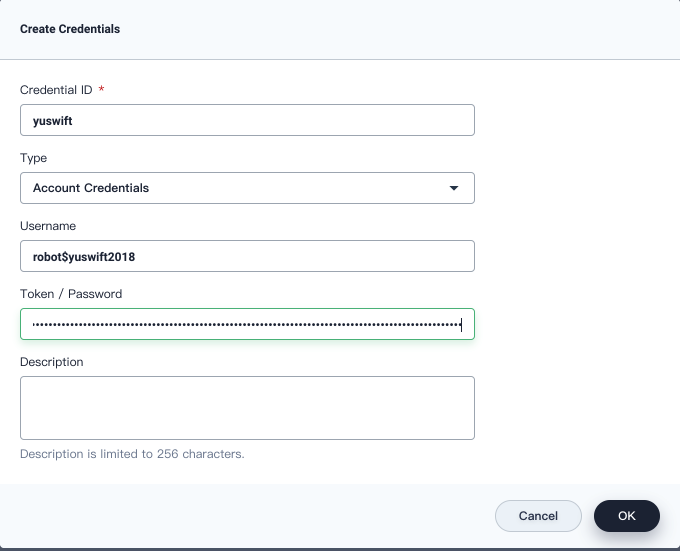 Create Credentials
Credential ID *
yuswift
Type
Account Credentials
Username
robot$yuswift2018
Token / Password
Description
Description is limited to 256 characters.
Cancel OK